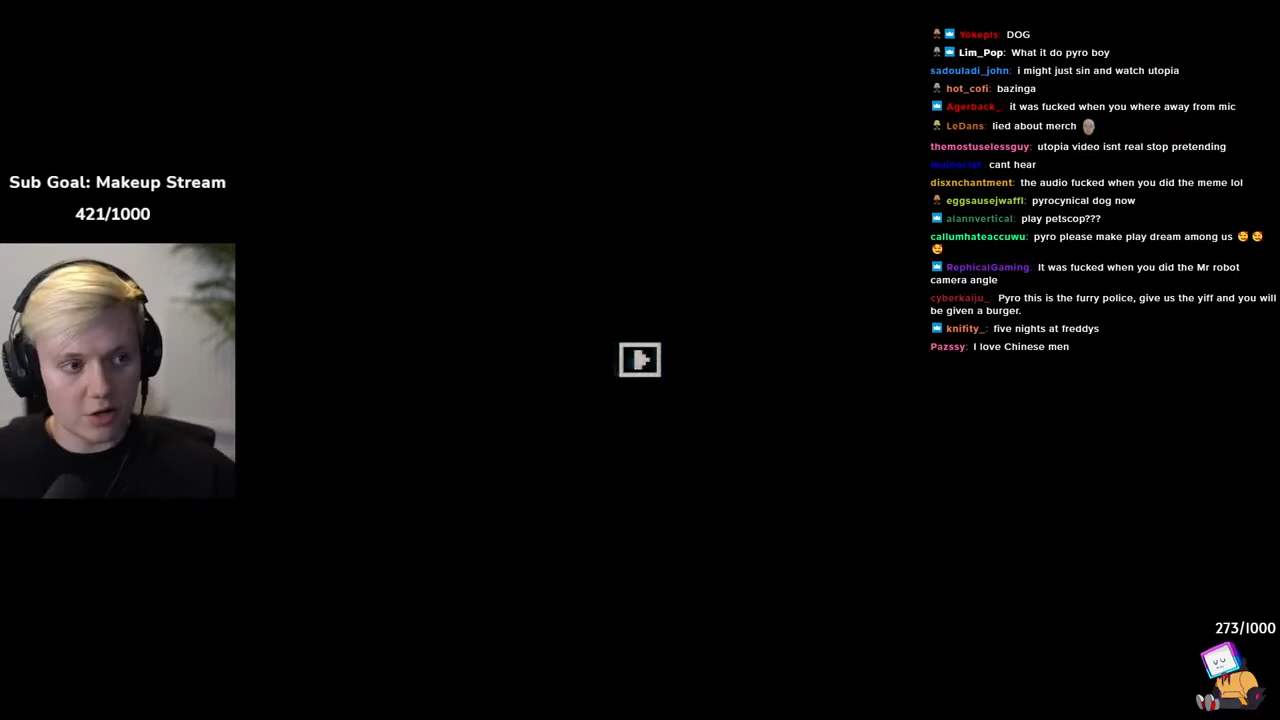 Sub Goal: Makeup Stream
421/1000
Yokepls: DOG
Lim_Pop: What it do pyro boy
sadouladi_john: i might just sin and watch utopia
hot_cofi: bazinga
Agerback_: it was fucked when you where away from mic
LeDans: lied about merch
themostuselessguy: utopia video isnt real stop pretending
cant hear
disxnchantment: the audio fucked when you did the meme lol
eggsausejwaffl: pyrocynical dog now
alannvertical: play petscop???
callumhateaccuwu: pyro please make play dream among us 🥰 🥰
🥰
RephicalGaming: It was fucked when you did the Mr robot
camera angle
cyberkaiju_: Pyro this is the furry police, give us the yiff and you will
be given a burger.
knifity_: five nights at freddys
Pazssy: I love Chinese men
273/1000